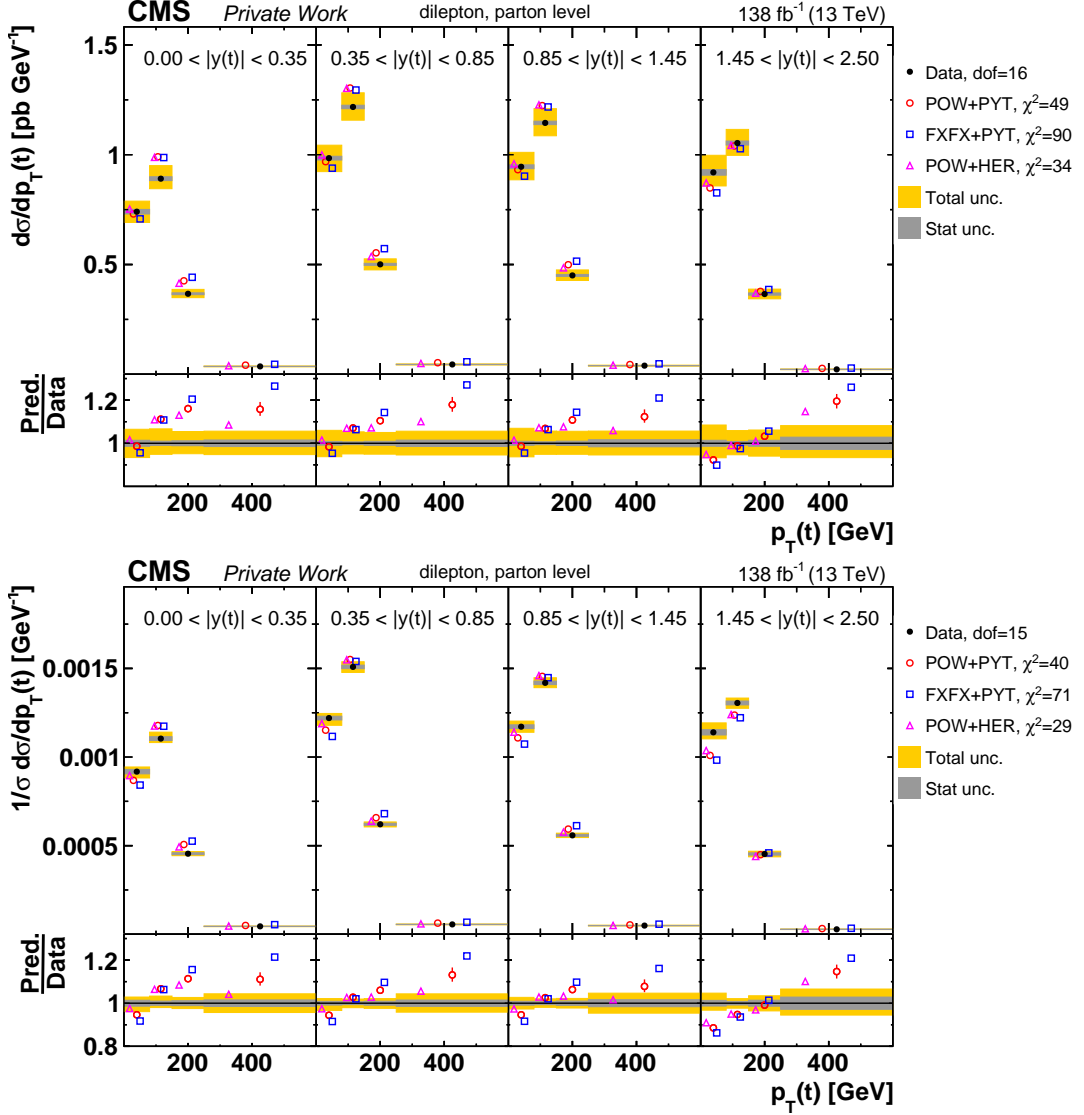 CMS Private Work dilepton, parton level 138 fb⁻¹ (13 TeV)
dσ/dp_T(t) [pb GeV⁻¹]
1.5
1
0.5
0.00 < |y(t)| < 0.35
0.35 < |y(t)| < 0.85
0.85 < |y(t)| < 1.45
1.45 < |y(t)| < 2.50
Data, dof=16
POW+PYT, χ²=49
FXFX+PYT, χ²=90
POW+HER, χ²=34
Total unc.
Stat unc.
Pred.
Data
1.2
1
200 400 200 400 200 400 200 400
p_T(t) [GeV]
CMS Private Work dilepton, parton level 138 fb⁻¹ (13 TeV)
1/σ dσ/dp_T(t) [GeV⁻¹]
0.0015
0.001
0.0005
0.00 < |y(t)| < 0.35
0.35 < |y(t)| < 0.85
0.85 < |y(t)| < 1.45
1.45 < |y(t)| < 2.50
Data, dof=15
POW+PYT, χ²=40
FXFX+PYT, χ²=71
POW+HER, χ²=29
Total unc.
Stat unc.
Pred.
Data
1.2
1
0.8
200 400 200 400 200 400 200 400
p_T(t) [GeV]